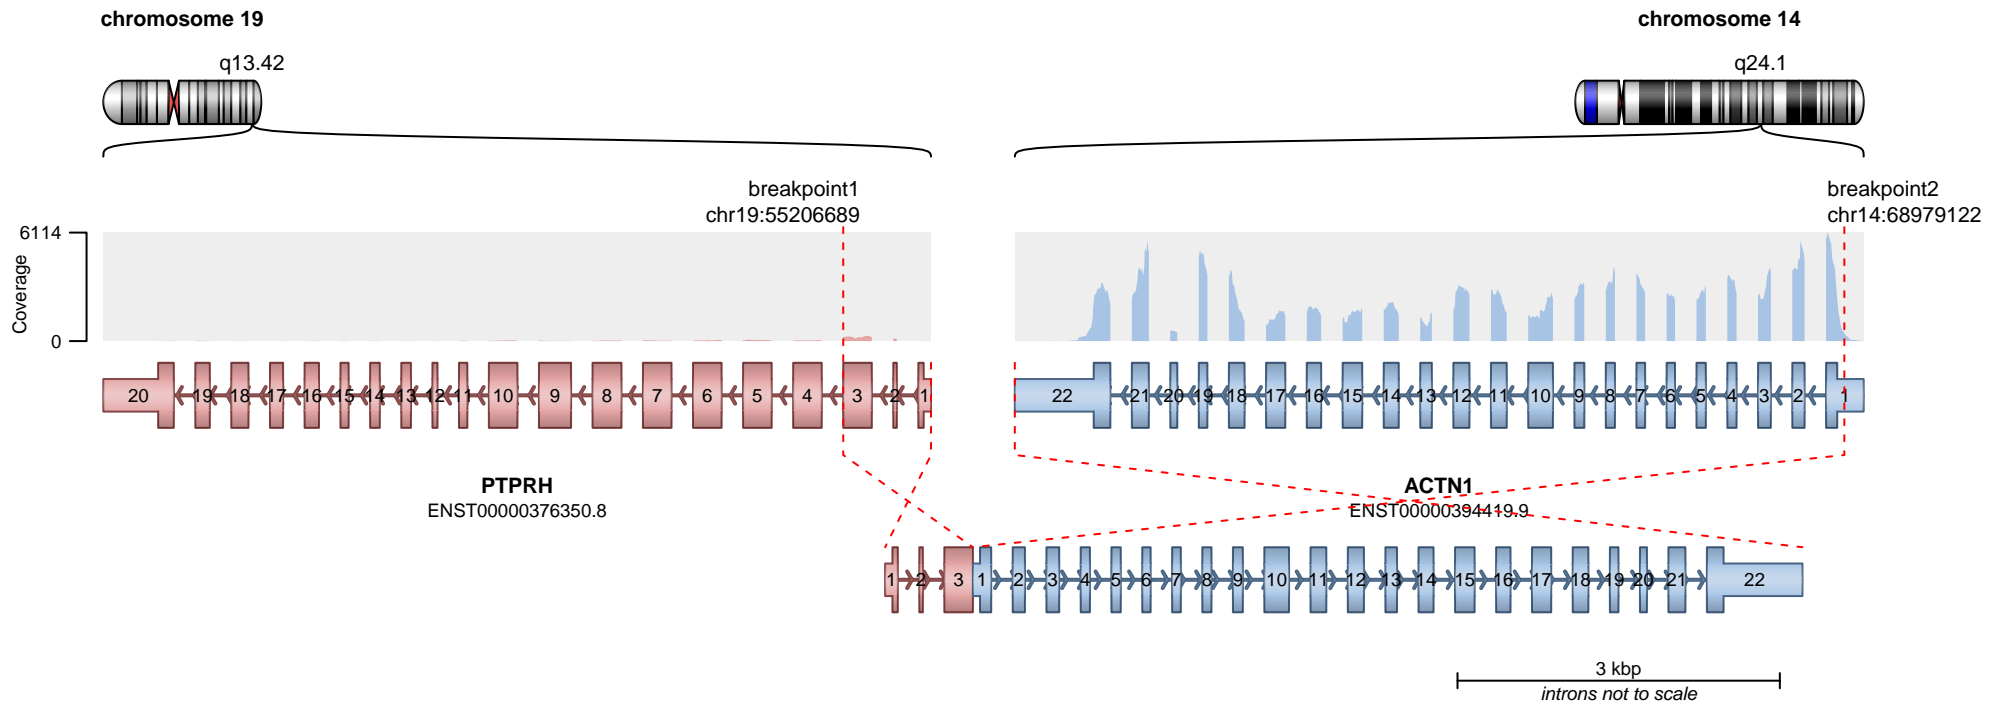 chromosome 19
chromosome 14
q13.42
q24.1
breakpoint1
chr19:55206689
breakpoint2
chr14:68979122
6114
Coverage
0
20 19 18 17 16 15 14 13 12 11 10 9 8 7 6 5 4 3 2 1
22 21 20 19 18 17 16 15 14 13 12 11 10 9 8 7 6 5 4 3 2 1
PTPRH
ENST00000376350.8
ACTN1
ENST00000394419.9
1 2 3 1 2 3 4 5 6 7 8 9 10 11 12 13 14 15 16 17 18 19 20 21 22
3 kbp
introns not to scale